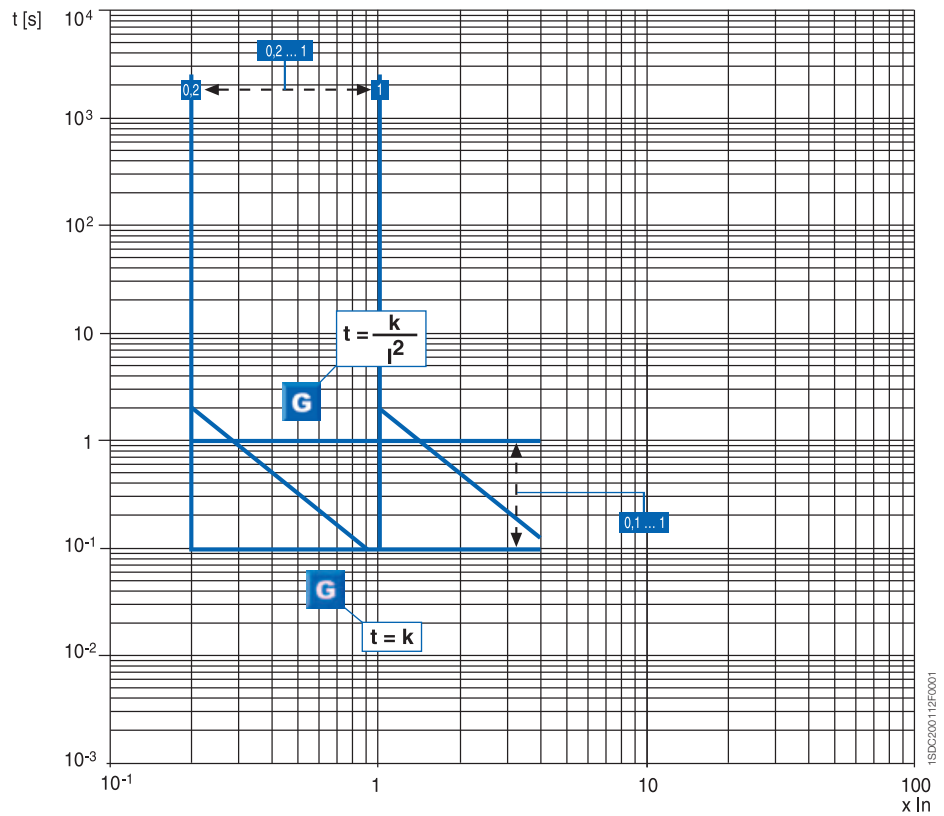 t [s]
10⁴
0,2 ... 1
0,2
1
10³
10²
10
t = k
I²
G
1
0,1 ... 1
10⁻¹
G
t = k
10⁻²
10⁻³
10⁻¹
1
10
100
x In
1SDC200112F0001